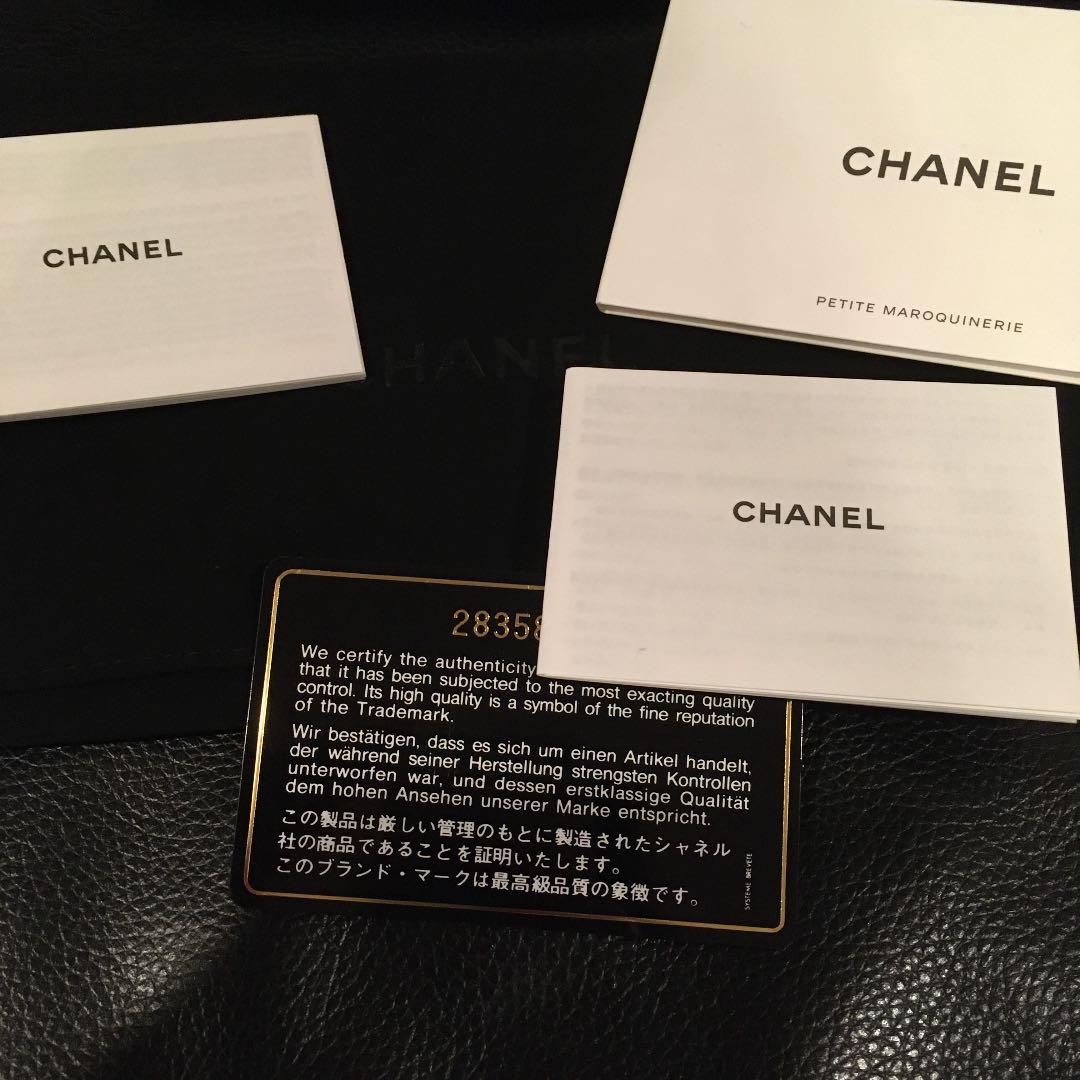 CHANEL
PETITE MAROQUINERIE
CHANEL
HANEL
CHANEL
2835
We certify the authenticity
that it has been subjected to the most exacting quality
control. Its high quality is a symbol of the fine reputation
of the Trademark.
Wir bestätigen, dass es sich um einen Artikel handelt,
der während seiner Herstellung strengsten Kontrollen
unterworfen war, und dessen erstklassige Qualität
dem hohen Ansehen unserer Marke entspricht.
この製品は厳しい管理のもとに製造されたシャネル
社の商品であることを証明いたします。
このブランド・マークは最高級品質の象徴です。
SYSTEME BREVETE